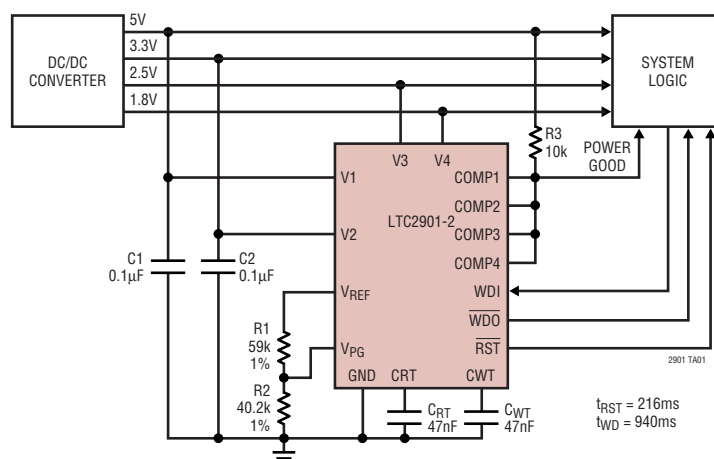 5V
DC/DC
CONVERTER
3.3V
2.5V
1.8V
SYSTEM
LOGIC
R3
10k
POWER
GOOD
V3
V4
V1
COMP1
LTC2901-2
COMP2
V2
COMP3
COMP4
C1
0.1µF
C2
0.1µF
VREF
WDI
WDO
R1
59k
1%
VPG
RST
2901 TA01
GND
CRT
CWT
R2
40.2k
1%
CRT
47nF
CWT
47nF
tRST = 216ms
tWD = 940ms